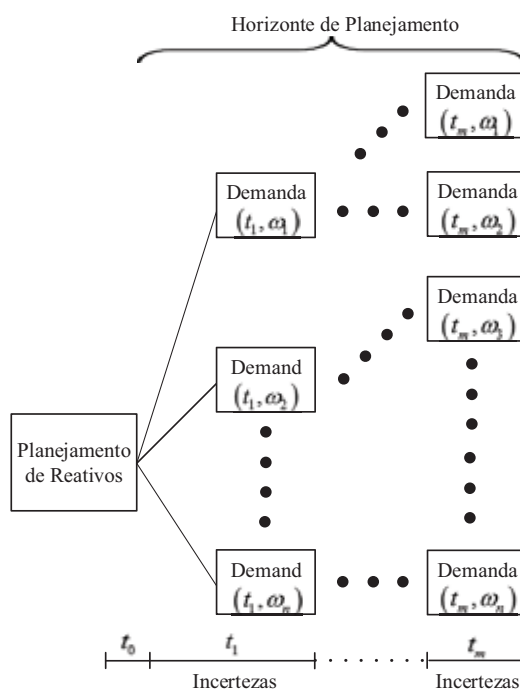 Horizonte de Planejamento
Demanda
(t_m, ω_1)
Demanda
(t_1, ω_1)
Demanda
(t_m, ω_2)
Demanda
(t_m, ω_3)
Demand
(t_1, ω_2)
Planejamento
de Reativos
Demand
(t_1, ω_n)
Demanda
(t_m, ω_n)
t_0 t_1 t_m
Incertezas Incertezas